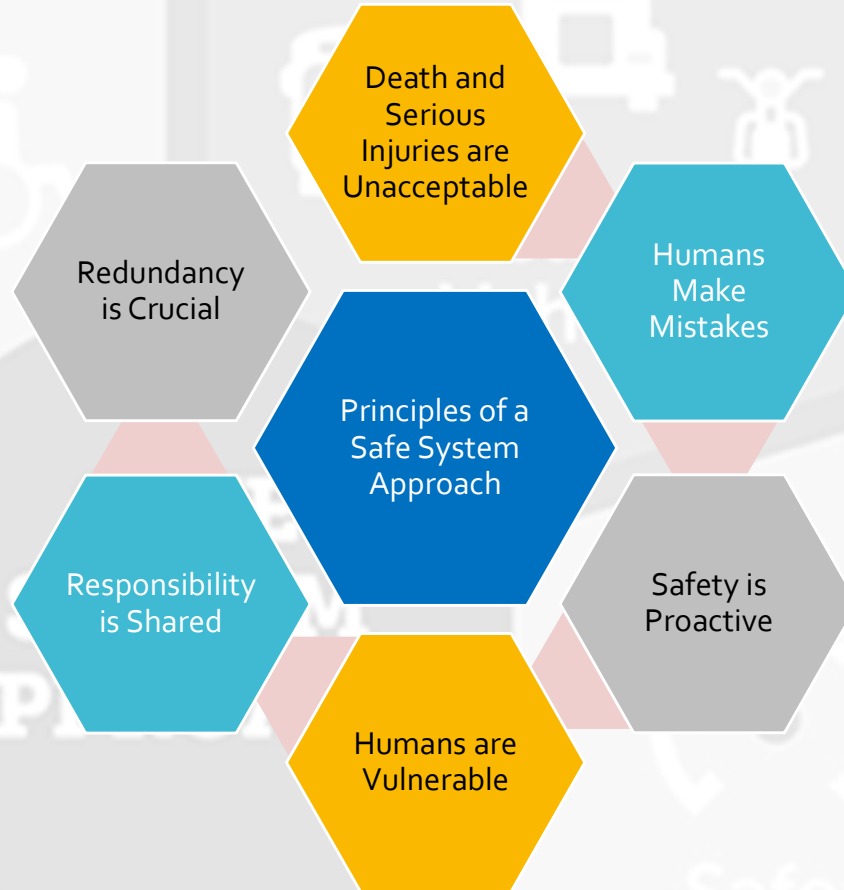 Death and
Serious
Injuries are
Unacceptable
Humans
Make
Mistakes
Redundancy
is Crucial
Principles of a
Safe System
Approach
Safety is
Proactive
Responsibility
is Shared
Humans are
Vulnerable